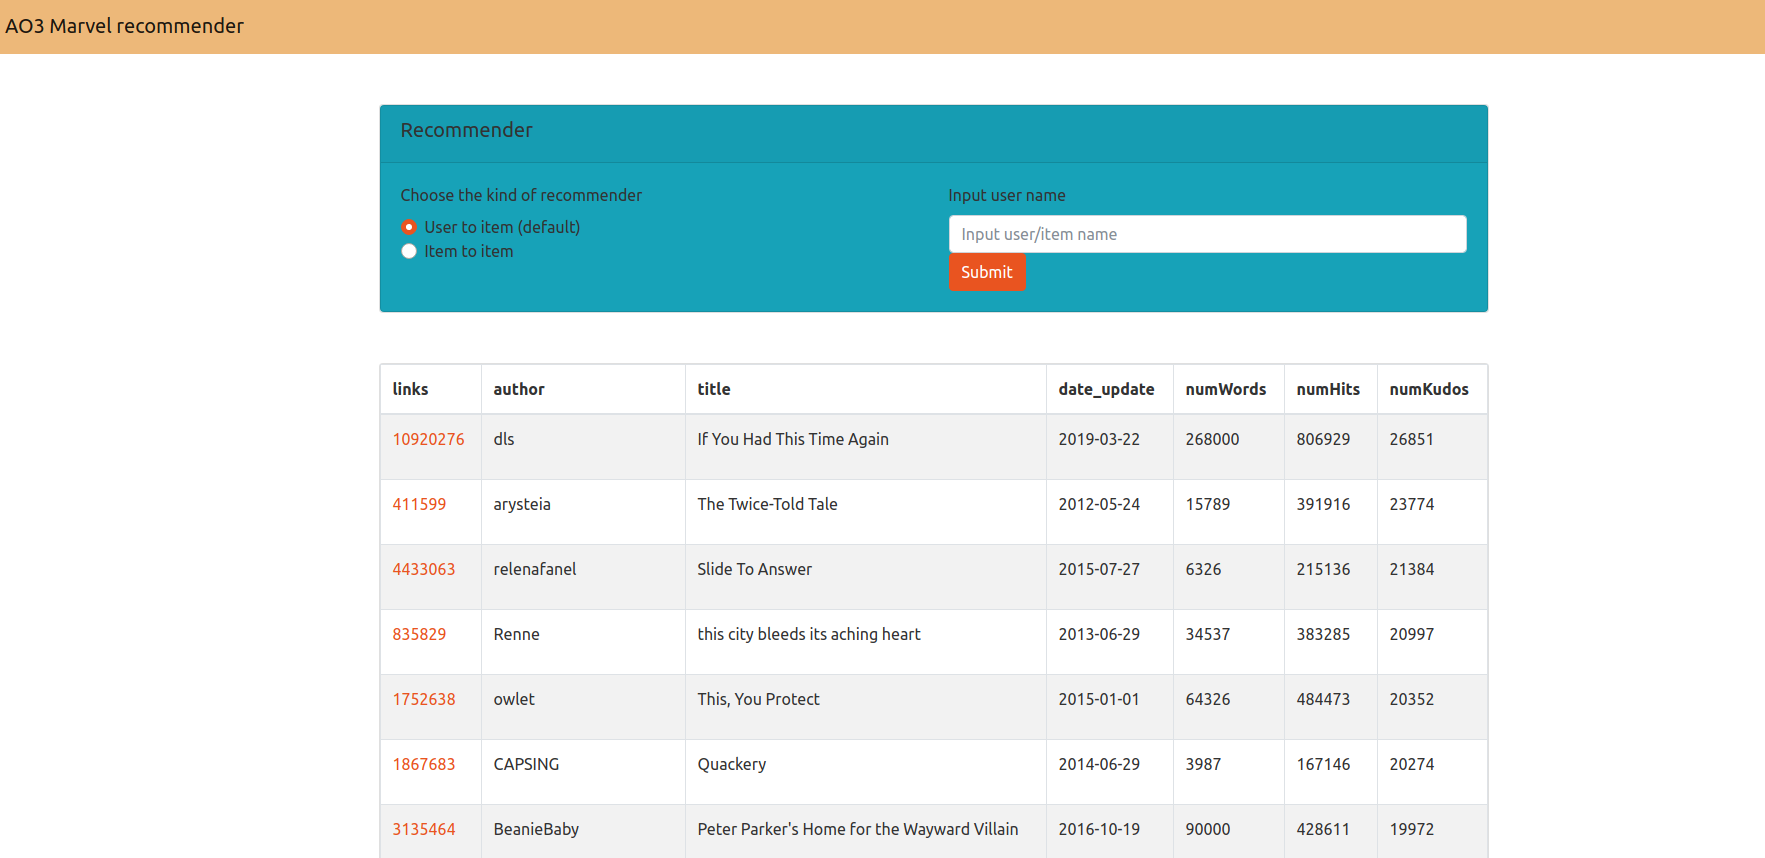 AO3 Marvel recommender
Recommender
Choose the kind of recommender
User to item (default)
Item to item
Input user name
Input user/item name
Submit
links author title date_update numWords numHits numKudos
10920276 dls If You Had This Time Again 2019-03-22 268000 806929 26851
411599 arysteia The Twice-Told Tale 2012-05-24 15789 391916 23774
4433063 relenafanel Slide To Answer 2015-07-27 6326 215136 21384
835829 Renne this city bleeds its aching heart 2013-06-29 34537 383285 20997
1752638 owlet This, You Protect 2015-01-01 64326 484473 20352
1867683 CAPSING Quackery 2014-06-29 3987 167146 20274
3135464 BeanieBaby Peter Parker's Home for the Wayward Villain 2016-10-19 90000 428611 19972